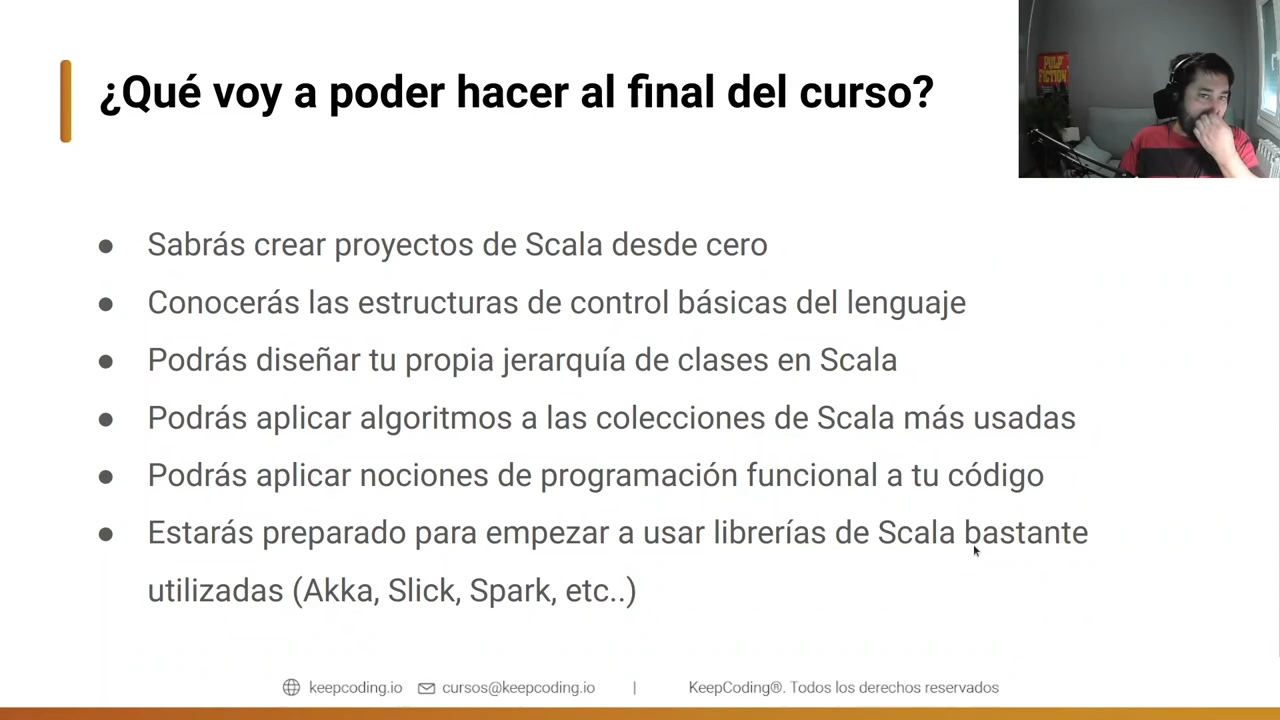 ¿Qué voy a poder hacer al final del curso?
PULP
FICTION
● Sabrás crear proyectos de Scala desde cero
● Conocerás las estructuras de control básicas del lenguaje
● Podrás diseñar tu propia jerarquía de clases en Scala
● Podrás aplicar algoritmos a las colecciones de Scala más usadas
● Podrás aplicar nociones de programación funcional a tu código
● Estarás preparado para empezar a usar librerías de Scala bastante
utilizadas (Akka, Slick, Spark, etc..)
keepcoding.io cursos@keepcoding.io | KeepCoding®. Todos los derechos reservados